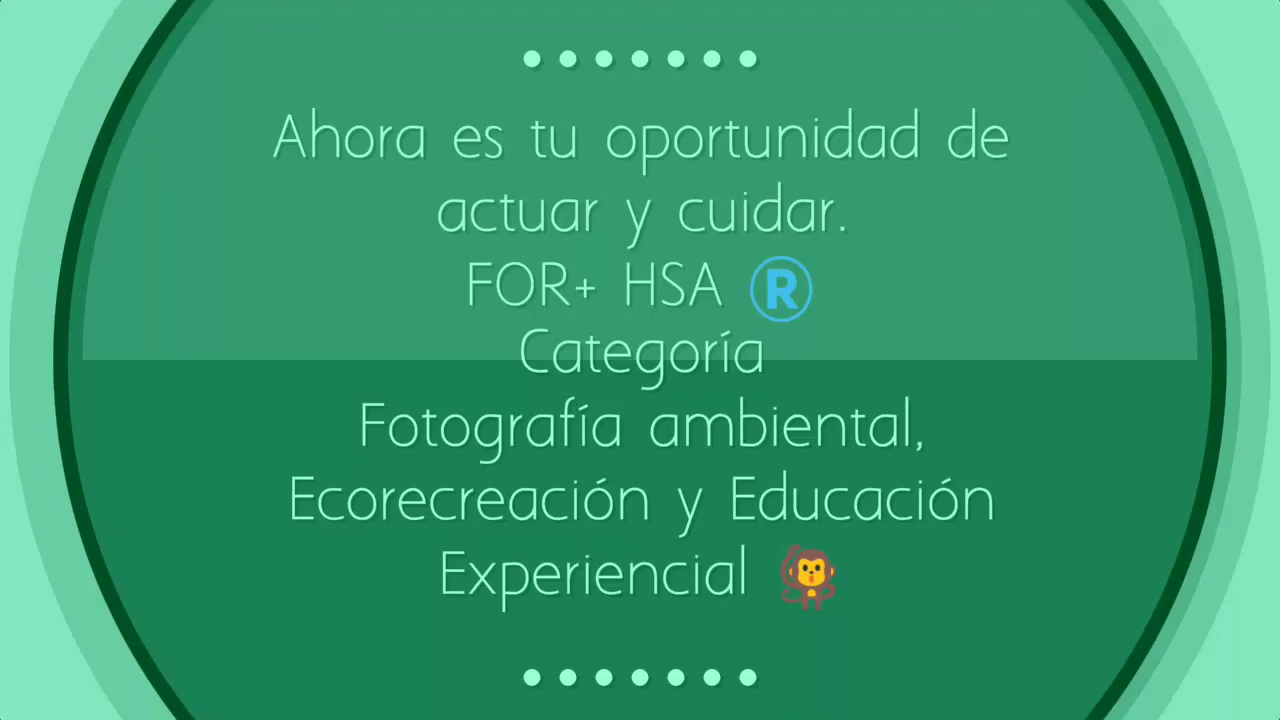 Ahora es tu oportunidad de
actuar y cuidar.
FOR+ HSA ®
Categoría
Fotografía ambiental,
Ecorecreación y Educación
Experiencial